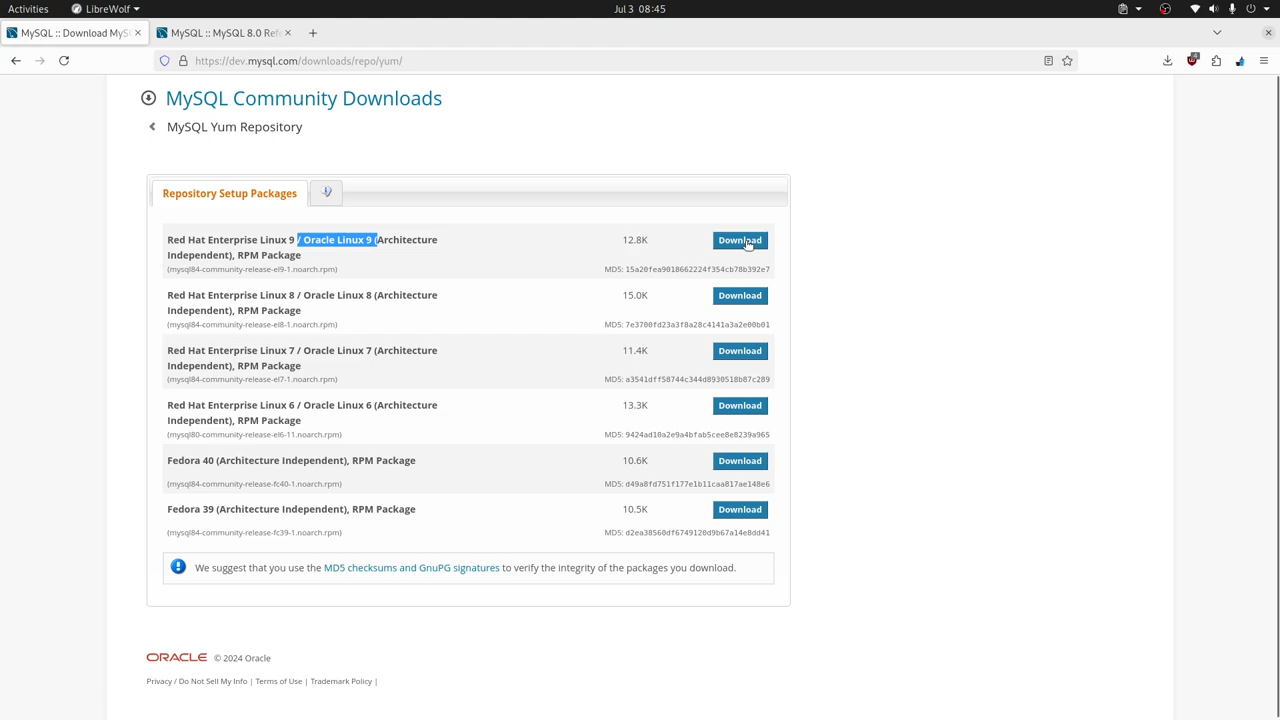 Activities LibreWolf Jul 3 08:45
MySQL :: Download MyS
MySQL :: MySQL 8.0 Ref
https://dev.mysql.com/downloads/repo/yum/
4
MySQL Community Downloads
MySQL Yum Repository
Repository Setup Packages
Red Hat Enterprise Linux 9 / Oracle Linux 9 (Architecture 12.8K Download
Independent), RPM Package
(mysql84-community-release-el9-1.noarch.rpm) MD5: 15a20fea9018662224f354cb78b392e7
Red Hat Enterprise Linux 8 / Oracle Linux 8 (Architecture 15.0K Download
Independent), RPM Package
(mysql84-community-release-el8-1.noarch.rpm) MD5: 7e3700fd23a3f8a28c4141a3a2e00b01
Red Hat Enterprise Linux 7 / Oracle Linux 7 (Architecture 11.4K Download
Independent), RPM Package
(mysql84-community-release-el7-1.noarch.rpm) MD5: a3541dff58744c344d8930518b87c289
Red Hat Enterprise Linux 6 / Oracle Linux 6 (Architecture 13.3K Download
Independent), RPM Package
(mysql80-community-release-el6-11.noarch.rpm) MD5: 9424ad10a2e9a4bfab5cee8e8239a965
Fedora 40 (Architecture Independent), RPM Package 10.6K Download
(mysql84-community-release-fc40-1.noarch.rpm) MD5: d49a8fd751f177e1b11caa817ae148e6
Fedora 39 (Architecture Independent), RPM Package 10.5K Download
(mysql84-community-release-fc39-1.noarch.rpm) MD5: d2ea38560df6749120d9b67a14e8dd41
We suggest that you use the MD5 checksums and GnuPG signatures to verify the integrity of the packages you download.
ORACLE © 2024 Oracle
Privacy / Do Not Sell My Info | Terms of Use | Trademark Policy |